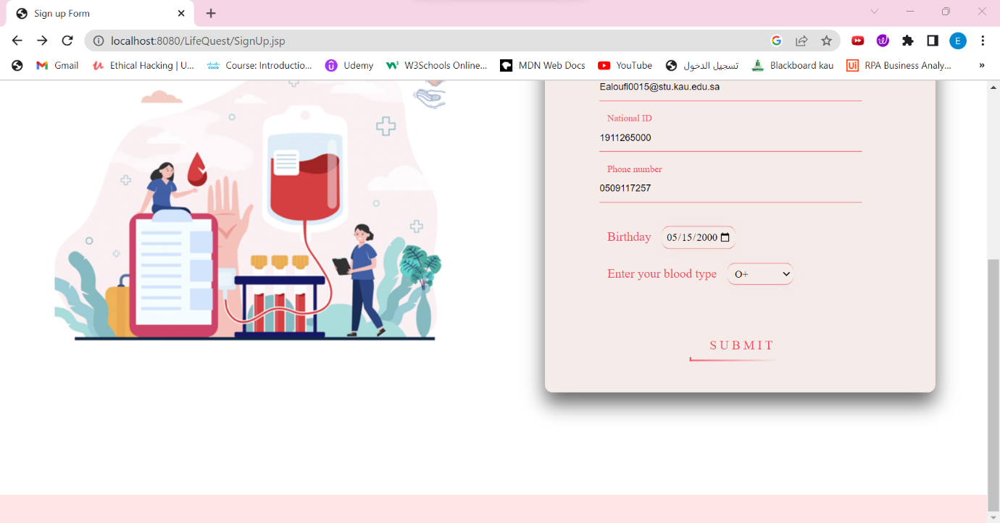 Sign up Form
localhost:8080/LifeQuest/SignUp.jsp
E
Gmail
Ethical Hacking | U...
Course: Introductio...
Udemy
W3Schools Online...
MDN Web Docs
YouTube
تسجيل الدخول
Blackboard kau
RPA Business Analy...
»
Ealoufi0015@stu.kau.edu.sa
National ID
1911265000
Phone number
0509117257
Birthday 05/15/2000
Enter your blood type O+
SUBMIT